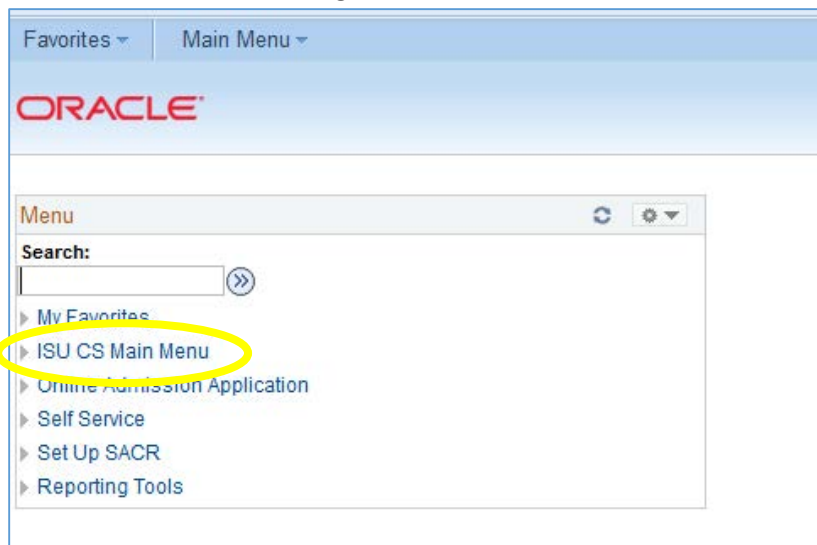 Favorites Main Menu
ORACLE
Menu
Search:
My Favorites
ISU CS Main Menu
Online Admission Application
Self Service
Set Up SACR
Reporting Tools